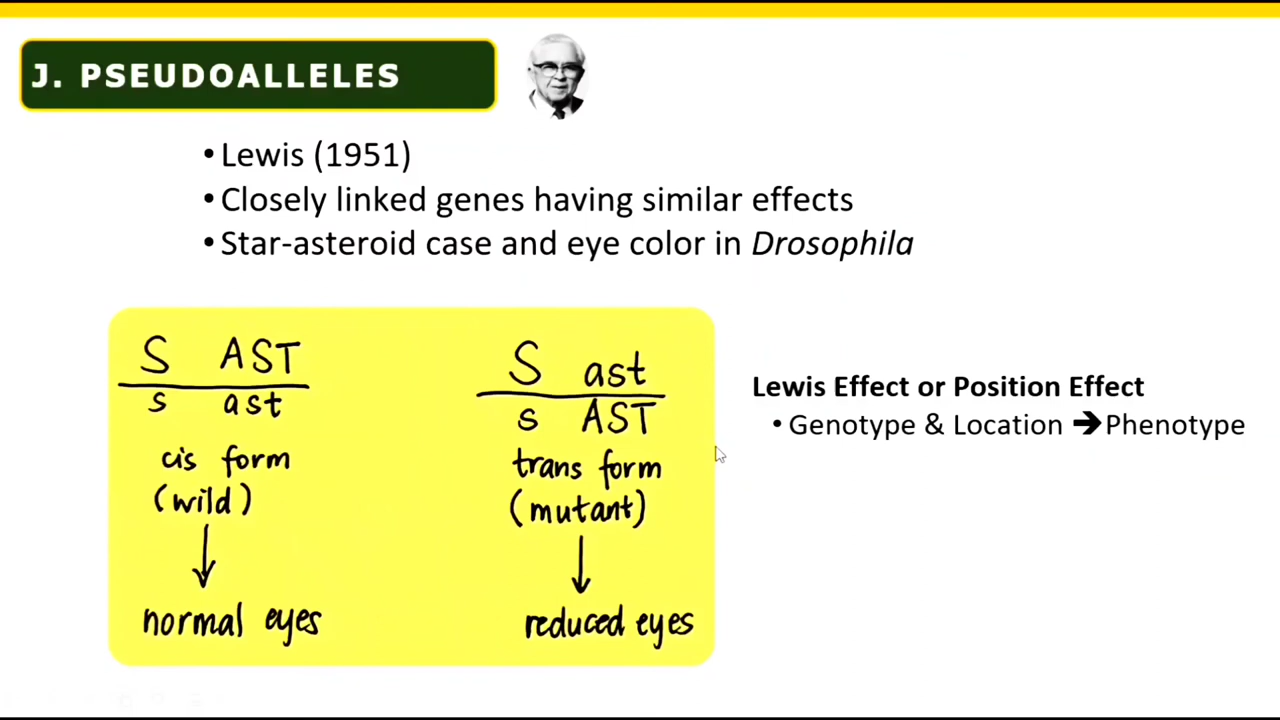 J. PSEUDOALLELES
• Lewis (1951)
• Closely linked genes having similar effects
• Star-asteroid case and eye color in Drosophila
S AST
s ast
cis form
(wild)
normal eyes
S ast
s AST
trans form
(mutant)
reduced eyes
Lewis Effect or Position Effect
• Genotype & Location ➔Phenotype